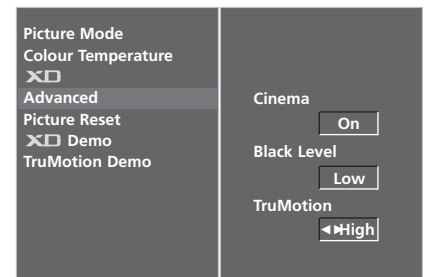 Picture Mode
Colour Temperature
XD
Advanced
Picture Reset
XD Demo
TruMotion Demo
Cinema
On
Black Level
Low
TruMotion
◄►High